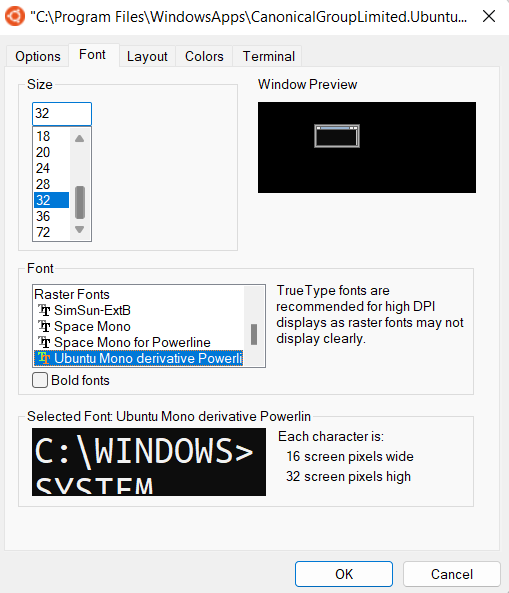 "C:\Program Files\WindowsApps\CanonicalGroupLimited.Ubuntu...
Options Font Layout Colors Terminal
Size
32
18
20
24
28
32
36
72
Window Preview
Font
Raster Fonts
SimSun-ExtB
Space Mono
Space Mono for Powerline
Ubuntu Mono derivative Powerli
TrueType fonts are
recommended for high DPI
displays as raster fonts may not
display clearly.
Bold fonts
Selected Font: Ubuntu Mono derivative Powerlin
C:\WINDOWS>
SYSTEM
Each character is:
16 screen pixels wide
32 screen pixels high
OK Cancel